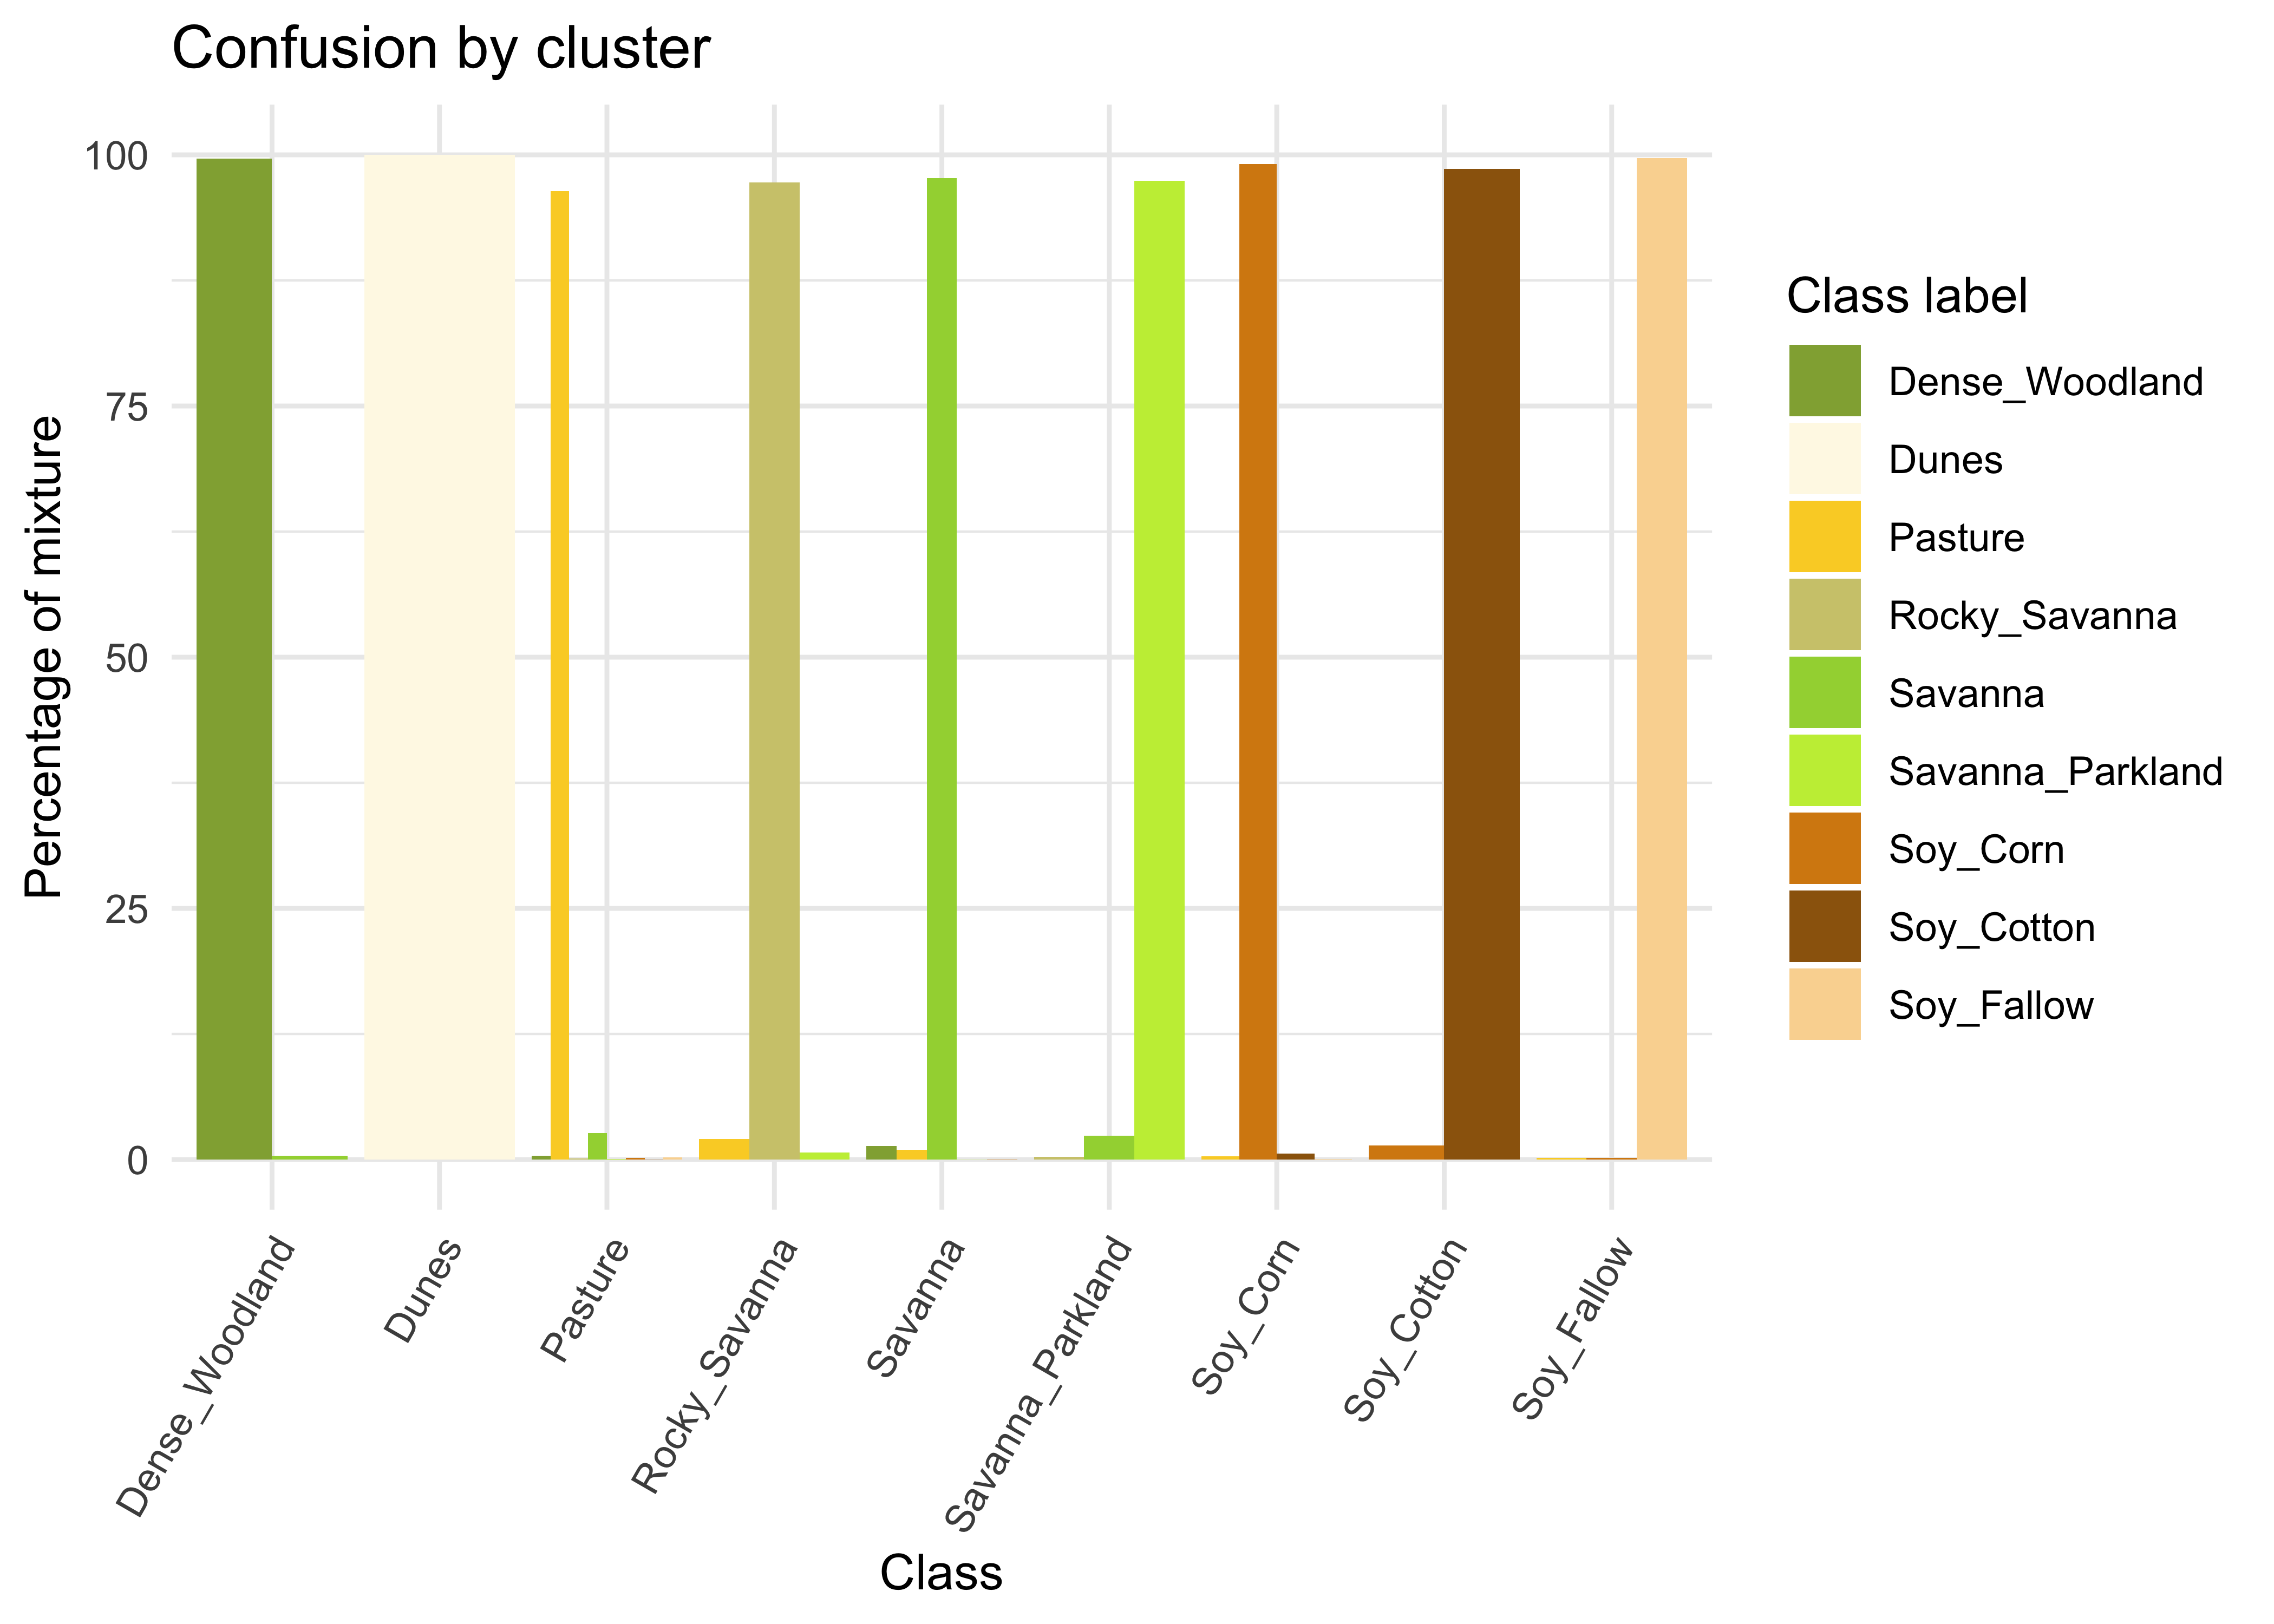 Confusion by cluster
Percentage of mixture
100
75
50
25
0
Dense_Woodland
Dunes
Pasture
Rocky_Savanna
Savanna
Savanna_Parkland
Soy_Corn
Soy_Cotton
Soy_Fallow
Class
Class label
Dense_Woodland
Dunes
Pasture
Rocky_Savanna
Savanna
Savanna_Parkland
Soy_Corn
Soy_Cotton
Soy_Fallow